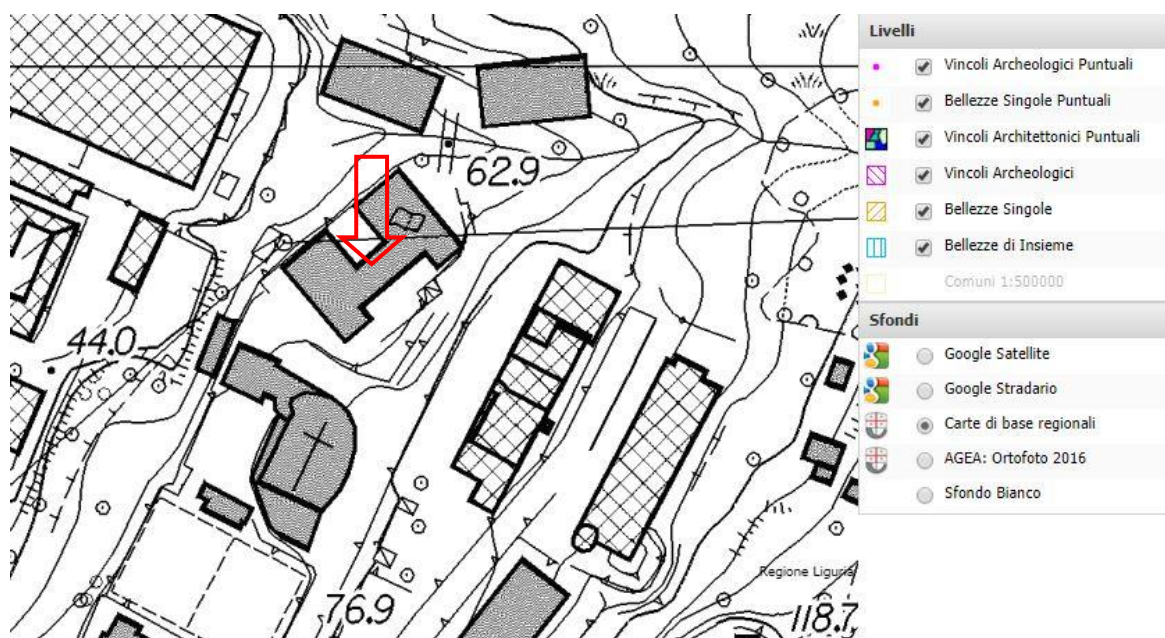 62.9
44.0
76.9
118.7
Regione Liguria
Livelli
Vincoli Archeologici Puntuali
Bellezze Singole Puntuali
Vincoli Architettonici Puntuali
Vincoli Archeologici
Bellezze Singole
Bellezze di Insieme
Comuni 1:500000
Sfondi
Google Satellite
Google Stradario
Carte di base regionali
AGEA: Ortofoto 2016
Sfondo Bianco